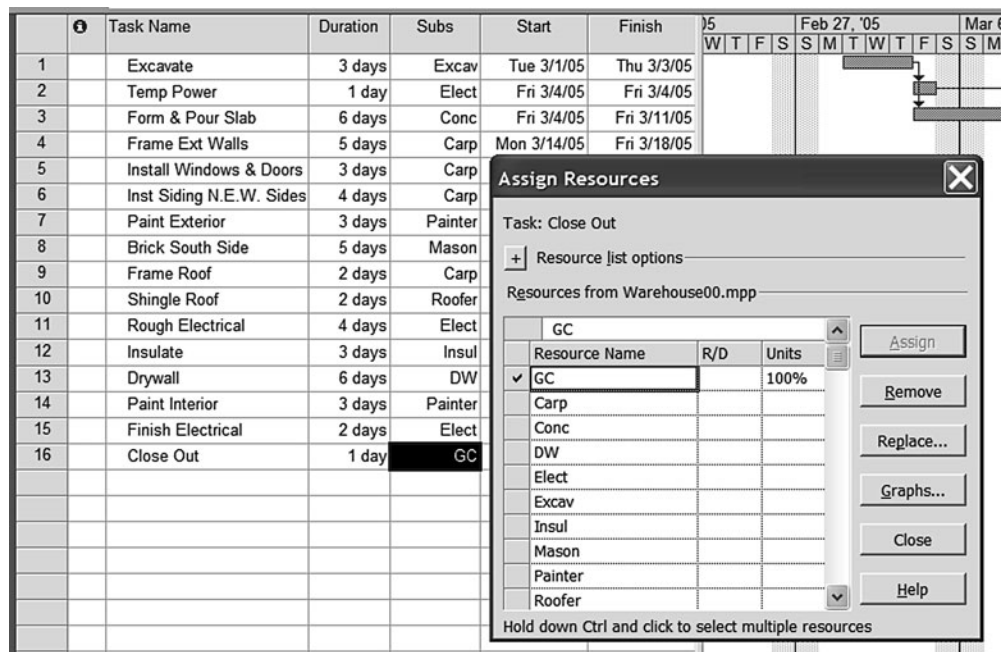 Task Name Duration Subs Start Finish 05 Feb 27, '05 Mar 6
W T F S S M T W T F S S M
1 Excavate 3 days Excav Tue 3/1/05 Thu 3/3/05
2 Temp Power 1 day Elect Fri 3/4/05 Fri 3/4/05
3 Form & Pour Slab 6 days Conc Fri 3/4/05 Fri 3/11/05
4 Frame Ext Walls 5 days Carp Mon 3/14/05 Fri 3/18/05
5 Install Windows & Doors 3 days Carp
6 Inst Siding N.E.W. Sides 4 days Carp
7 Paint Exterior 3 days Painter
8 Brick South Side 5 days Mason
9 Frame Roof 2 days Carp
10 Shingle Roof 2 days Roofer
11 Rough Electrical 4 days Elect
12 Insulate 3 days Insul
13 Drywall 6 days DW
14 Paint Interior 3 days Painter
15 Finish Electrical 2 days Elect
16 Close Out 1 day GC
Assign Resources
Task: Close Out
+ Resource list options
Resources from Warehouse00.mpp
GC
Resource Name R/D Units
GC 100%
Carp
Conc
DW
Elect
Excav
Insul
Mason
Painter
Roofer
Assign
Remove
Replace...
Graphs...
Close
Help
Hold down Ctrl and click to select multiple resources